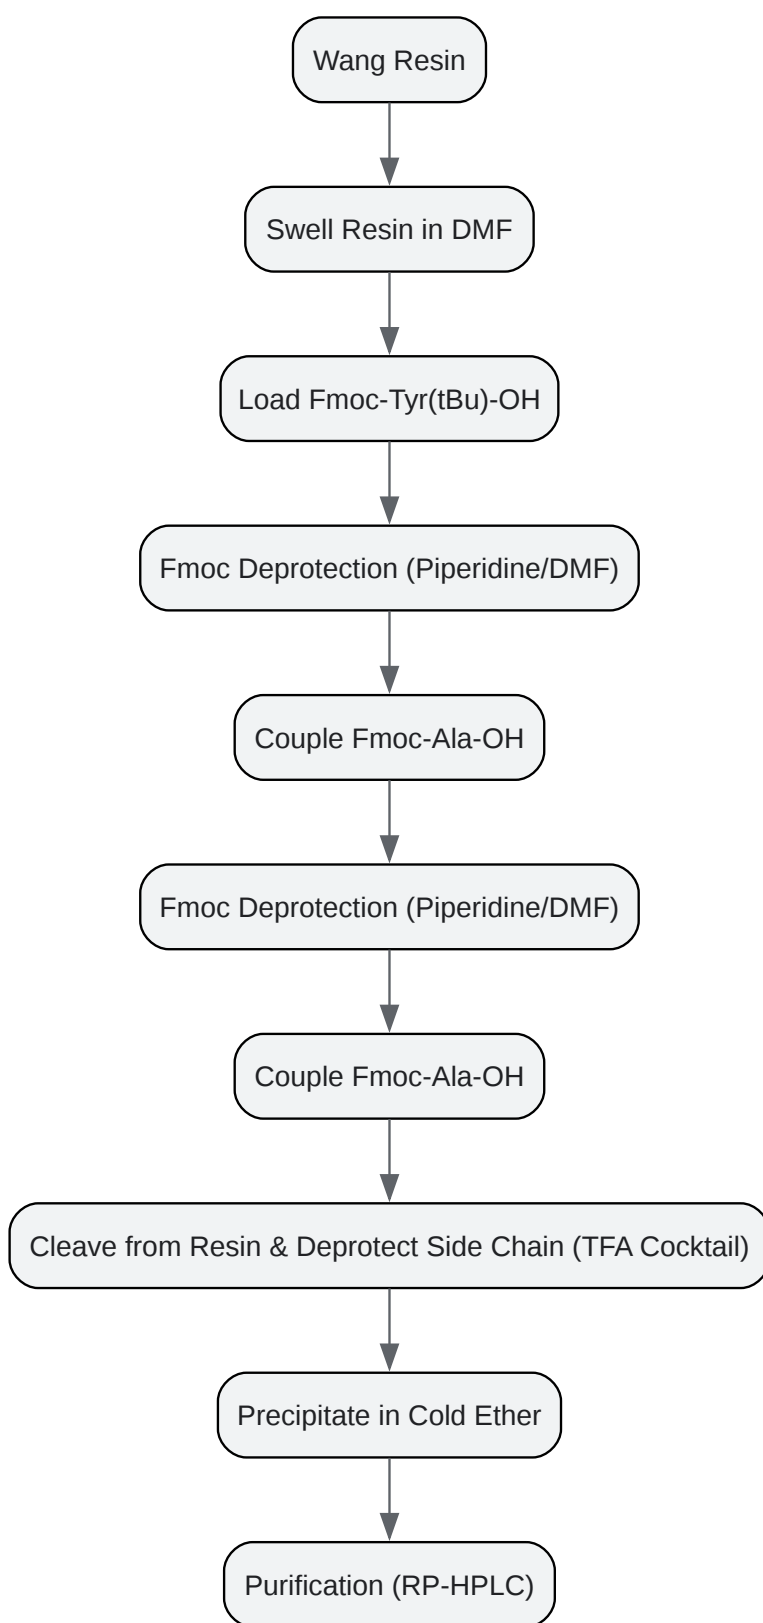 Wang Resin
Swell Resin in DMF
Load Fmoc-Tyr(tBu)-OH
Fmoc Deprotection (Piperidine/DMF)
Couple Fmoc-Ala-OH
Fmoc Deprotection (Piperidine/DMF)
Couple Fmoc-Ala-OH
Cleave from Resin & Deprotect Side Chain (TFA Cocktail)
Precipitate in Cold Ether
Purification (RP-HPLC)